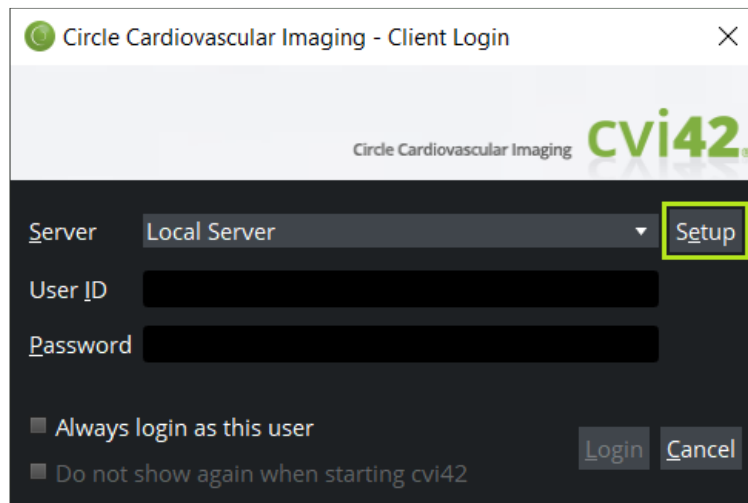 Circle Cardiovascular Imaging - Client Login
Circle Cardiovascular Imaging cvi42
Server Local Server Setup
User ID
Password
Always login as this user
Login Cancel
Do not show again when starting cvi42